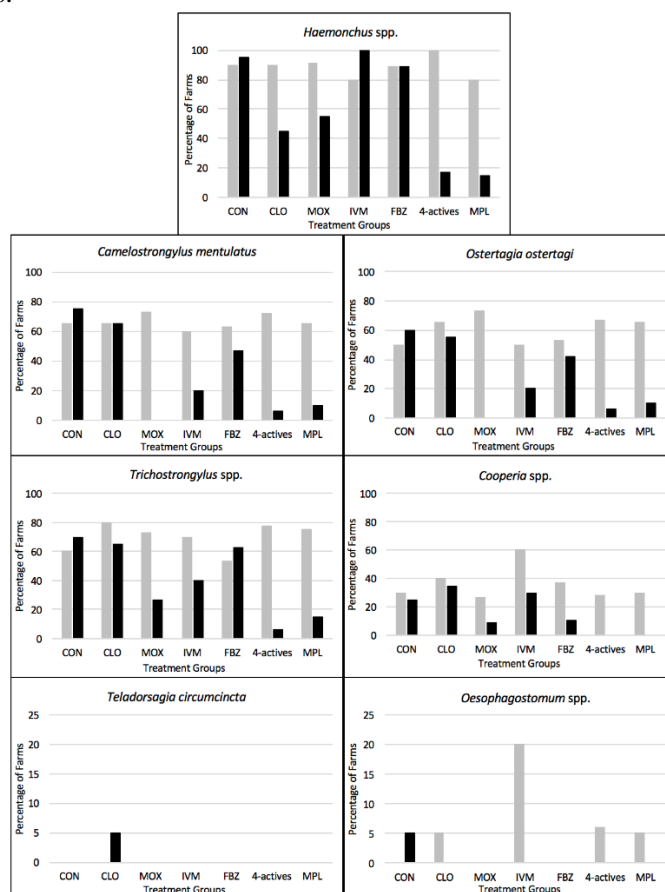 Haemonchus spp.
100
80
60
40
20
0
Percentage of Farms
CON CLO MOX IVM FBZ 4-actives MPL
Treatment Groups
Camelostrongylus mentulatus
100
80
60
40
20
0
Percentage of Farms
CON CLO MOX IVM FBZ 4-actives MPL
Treatment Groups
Ostertagia ostertagi
100
80
60
40
20
0
Percentage of Farms
CON CLO MOX IVM FBZ 4-actives MPL
Treatment Groups
Trichostrongylus spp.
100
80
60
40
20
0
Percentage of Farms
CON CLO MOX IVM FBZ 4-actives MPL
Treatment Groups
Cooperia spp.
100
80
60
40
20
0
Percentage of Farms
CON CLO MOX IVM FBZ 4-actives MPL
Treatment Groups
Teladorsagia circumcincta
25
20
15
10
5
0
Percentage of Farms
CON CLO MOX IVM FBZ 4-actives MPL
Treatment Groups
Oesophagostomum spp.
25
20
15
10
5
0
Percentage of Farms
CON CLO MOX IVM FBZ 4-actives MPL
Treatment Groups